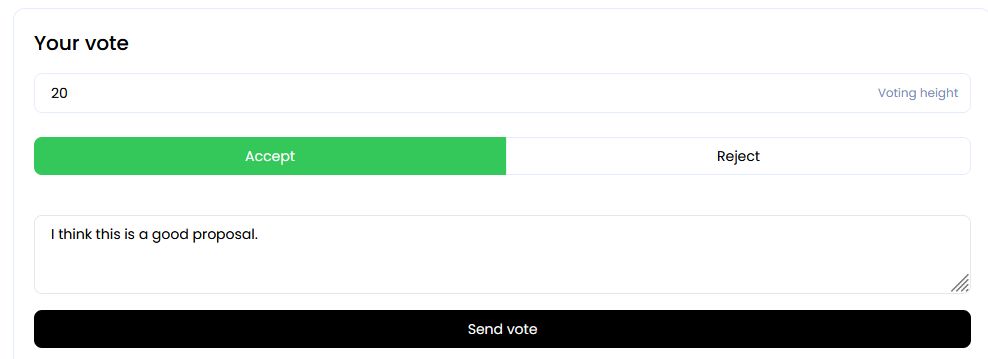 Your vote
20
Voting height
Accept
Reject
I think this is a good proposal.
Send vote